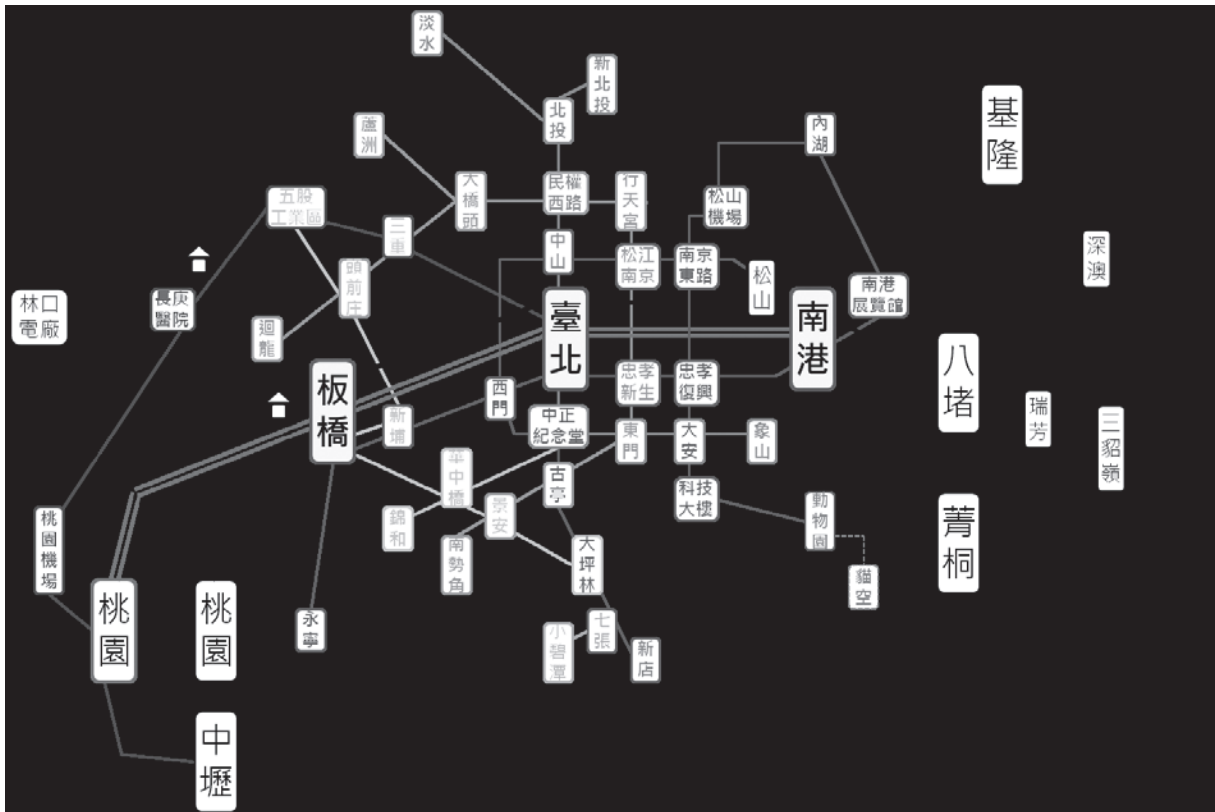 淡水
新北投
北投
基隆
蘆洲
內湖
大橋頭
民權
西路
行天宮
五股
工業區
松山
機場
三重
中山
松江
南京
南京
東路
深澳
頭前庄
松山
林口
電廠
長庚
醫院
臺北
南港
南港
展覽館
迴龍
八堵
板橋
西門
忠孝
新生
忠孝
復興
新埔
中正
紀念堂
東門
大安
象山
瑞芳
三貂嶺
華中橋
古亭
科技
大樓
錦和
景安
動物園
菁桐
桃園機場
南勢角
大坪林
貓空
桃園
桃園
永寧
小碧潭
七張
新店
中壢